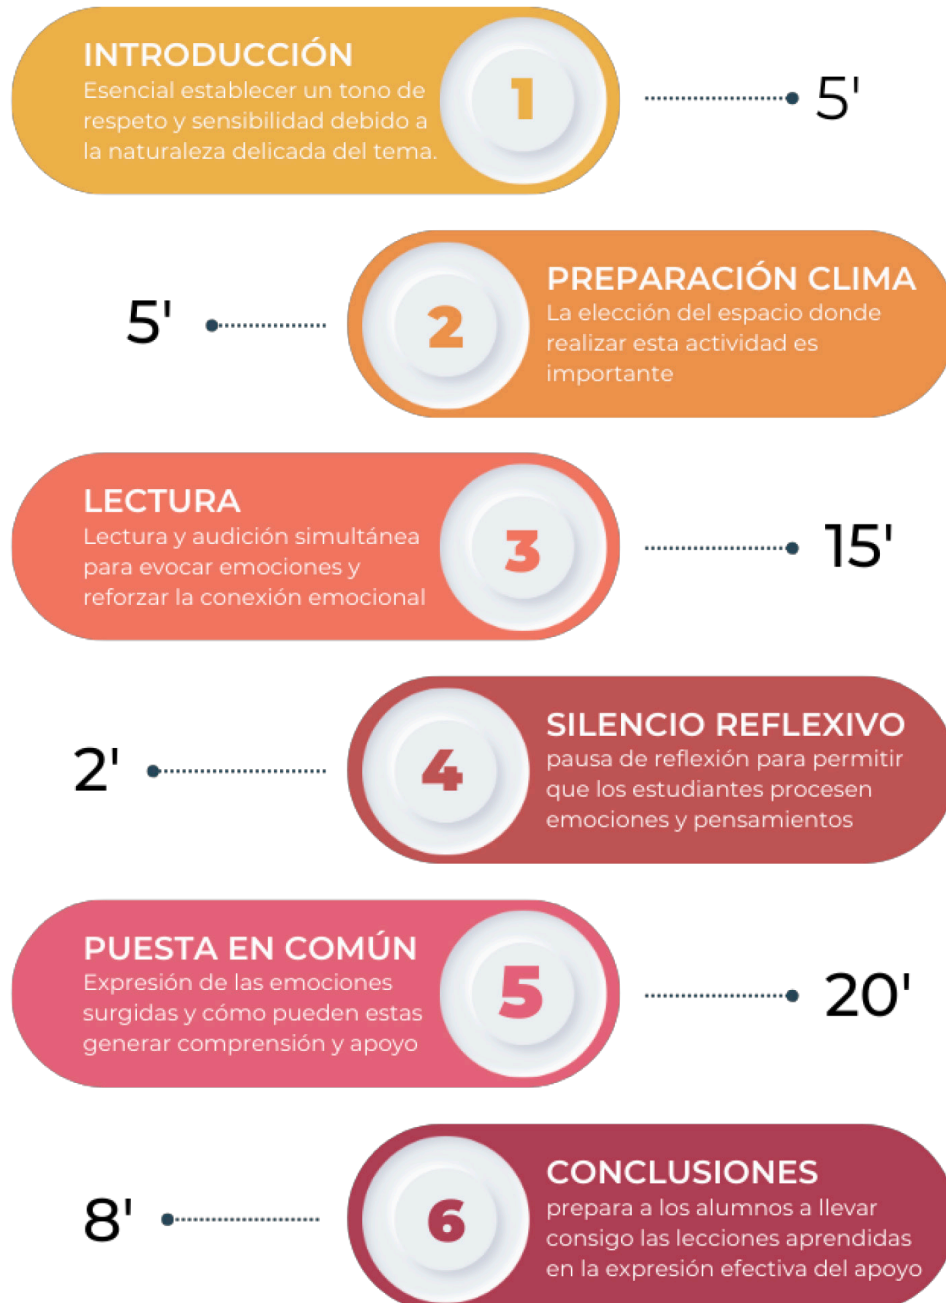 INTRODUCCIÓN
Esencial establecer un tono de
respeto y sensibilidad debido a
la naturaleza delicada del tema.
1
5'
5'
2
PREPARACIÓN CLIMA
La elección del espacio donde
realizar esta actividad es
importante
LECTURA
Lectura y audición simultánea
para evocar emociones y
reforzar la conexión emocional
3
15'
2'
4
SILENCIO REFLEXIVO
pausa de reflexión para permitir
que los estudiantes procesen
emociones y pensamientos
PUESTA EN COMÚN
Expresión de las emociones
surgidas y cómo pueden estas
generar comprensión y apoyo
5
20'
8'
6
CONCLUSIONES
prepara a los alumnos a llevar
consigo las lecciones aprendidas
en la expresión efectiva del apoyo